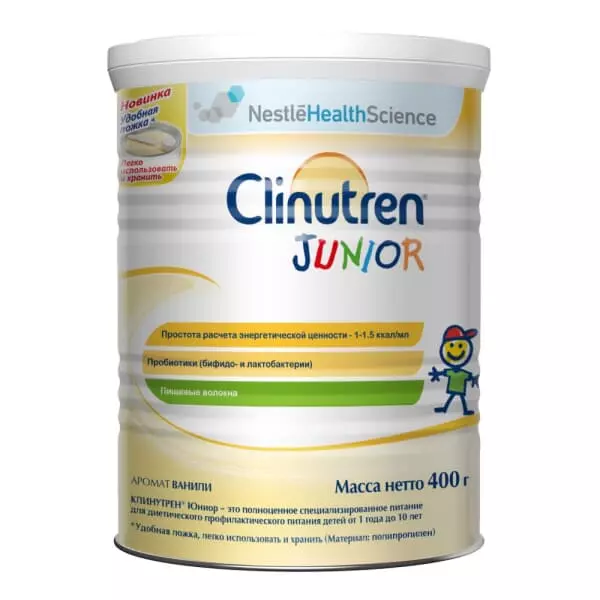 Новинка
Удобная
ложка*
Легко
использовать
и хранить
NestléHealthScience
Clinutren®
JUNIOR
Простота расчета энергетической ценности - 1-1.5 ккал/мл
Пробиотики (бифидо- и лактобактерии)
Пищевые волокна
АРОМАТ ВАНИЛИ
Масса нетто 400 г
КЛИНУТРЕН® Юниор – это полноценное специализированное питание
для диетического профилактического питания детей от 1 года до 10 лет
*Удобная ложка, легко использовать и хранить (Материал: полипропилен)